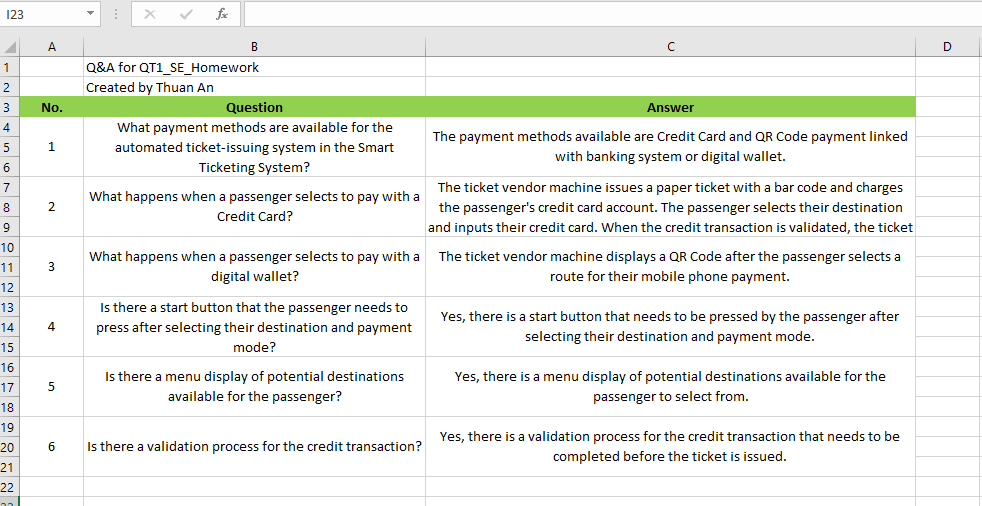 I23
fx
A B C D
1 Q&A for QT1_SE_Homework
2 Created by Thuan An
3 No. Question Answer
4
5
6
1
What payment methods are available for the
automated ticket-issuing system in the Smart
Ticketing System?
The payment methods available are Credit Card and QR Code payment linked
with banking system or digital wallet.
7
8
9
2
What happens when a passenger selects to pay with a
Credit Card?
The ticket vendor machine issues a paper ticket with a bar code and charges
the passenger's credit card account. The passenger selects their destination
and inputs their credit card. When the credit transaction is validated, the ticket
10
11
12
3
What happens when a passenger selects to pay with a
digital wallet?
The ticket vendor machine displays a QR Code after the passenger selects a
route for their mobile phone payment.
13
14
15
4
Is there a start button that the passenger needs to
press after selecting their destination and payment
mode?
Yes, there is a start button that needs to be pressed by the passenger after
selecting their destination and payment mode.
16
17
18
5
Is there a menu display of potential destinations
available for the passenger?
Yes, there is a menu display of potential destinations available for the
passenger to select from.
19
20
21
6
Is there a validation process for the credit transaction?
Yes, there is a validation process for the credit transaction that needs to be
completed before the ticket is issued.
22